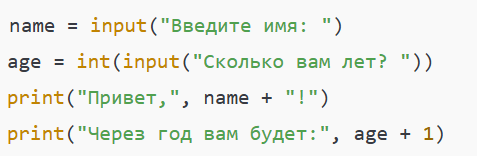 name = input("Введите имя: ")
age = int(input("Сколько вам лет? "))
print("Привет,", name + "!")
print("Через год вам будет:", age + 1)